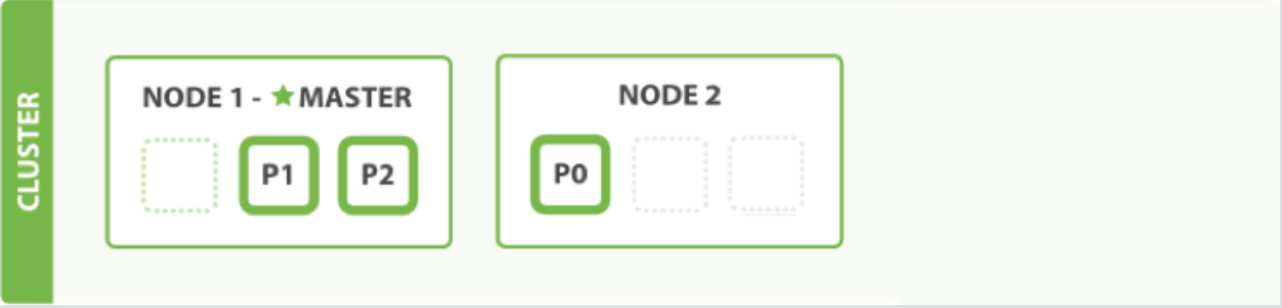 CLUSTER
NODE 1 - ★MASTER
P1 P2
NODE 2
P0